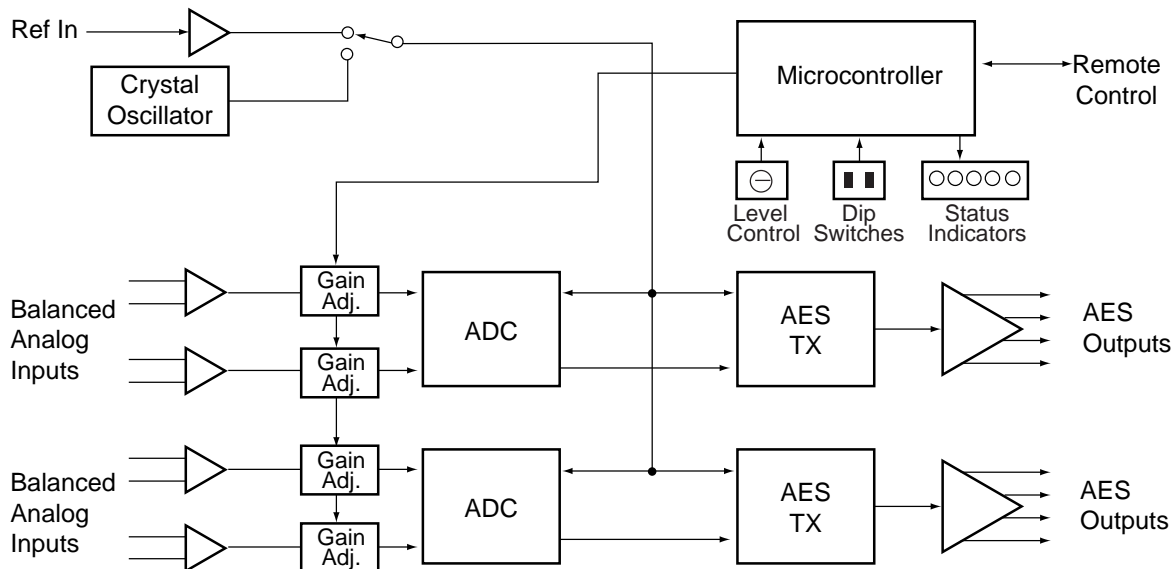 Ref In
Crystal
Oscillator
Microcontroller
Remote
Control
Level
Control
Dip
Switches
Status
Indicators
Balanced
Analog
Inputs
Gain
Adj.
Gain
Adj.
ADC
AES
TX
AES
Outputs
Balanced
Analog
Inputs
Gain
Adj.
Gain
Adj.
ADC
AES
TX
AES
Outputs